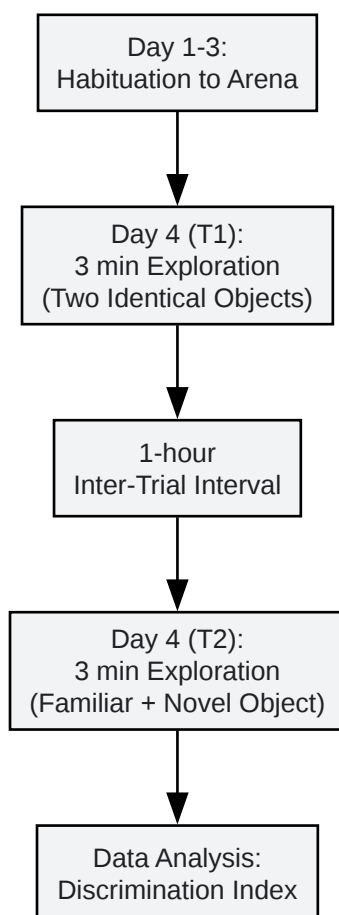 Day 1-3:
Habituation to Arena
Day 4 (T1):
3 min Exploration
(Two Identical Objects)
1-hour
Inter-Trial Interval
Day 4 (T2):
3 min Exploration
(Familiar + Novel Object)
Data Analysis:
Discrimination Index